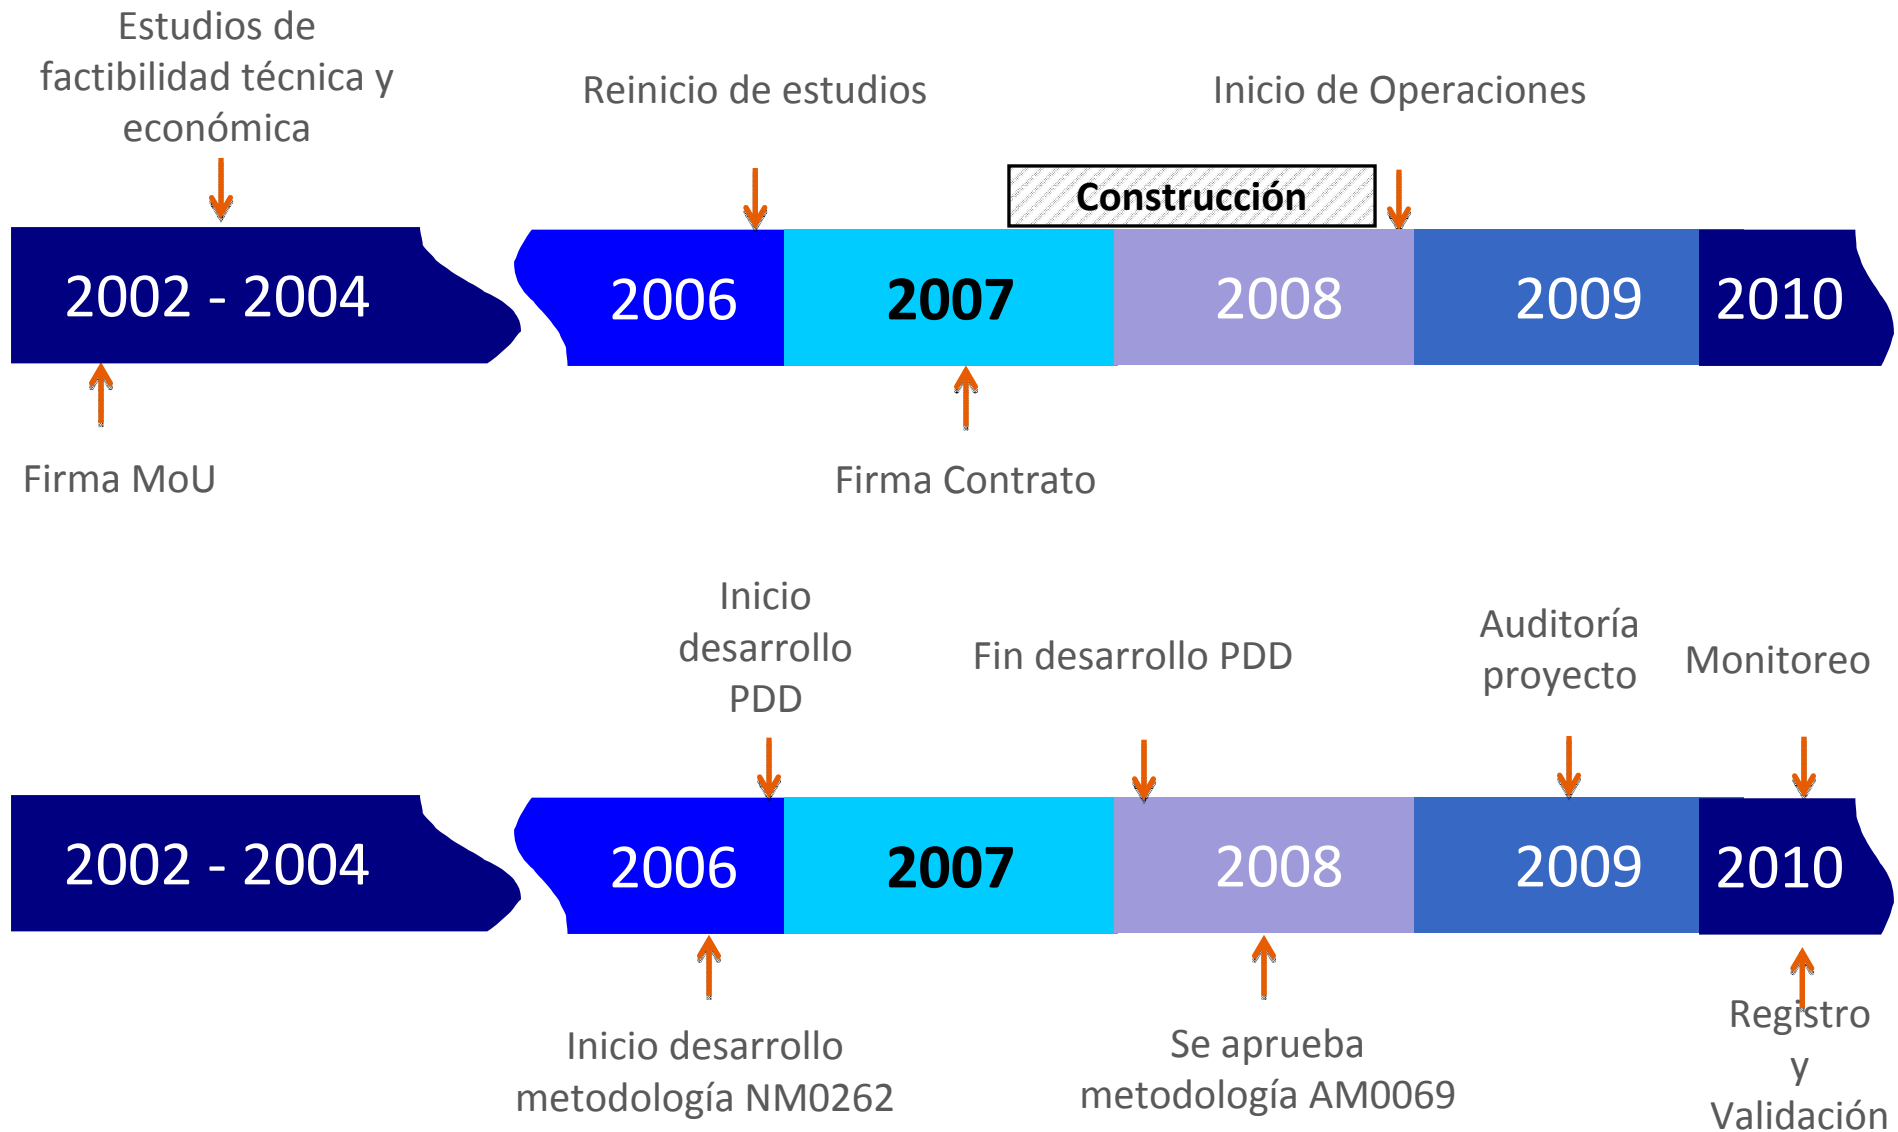 Estudios de
factibilidad técnica y
económica
Reinicio de estudios
Inicio de Operaciones
Construcción
2002 - 2004
2006
2007
2008
2009
2010
Firma MoU
Firma Contrato
Inicio
desarrollo
PDD
Fin desarrollo PDD
Auditoría
proyecto
Monitoreo
2002 - 2004
2006
2007
2008
2009
2010
Inicio desarrollo
metodología NM0262
Se aprueba
metodología AM0069
Registro
y
Validación